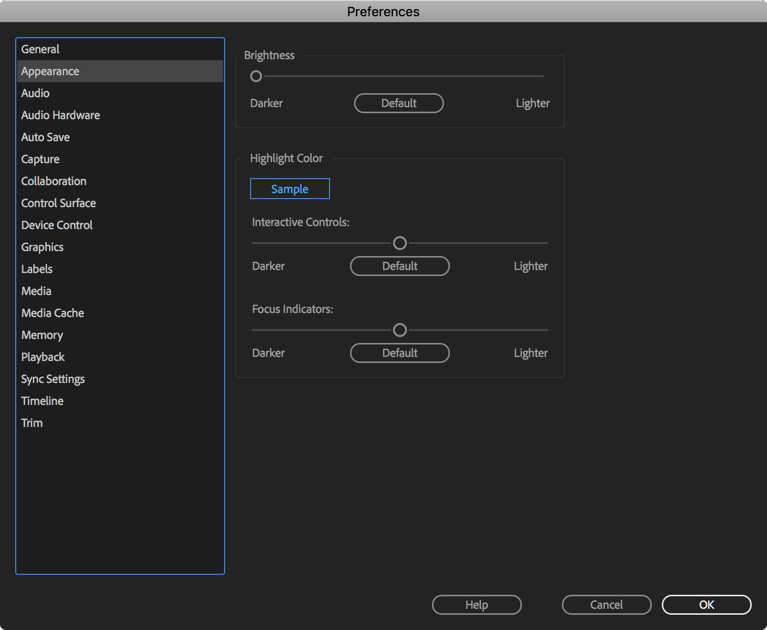 Preferences
General
Appearance
Audio
Audio Hardware
Auto Save
Capture
Collaboration
Control Surface
Device Control
Graphics
Labels
Media
Media Cache
Memory
Playback
Sync Settings
Timeline
Trim
Brightness
Darker Default Lighter
Highlight Color
Sample
Interactive Controls:
Darker Default Lighter
Focus Indicators:
Darker Default Lighter
Help Cancel OK